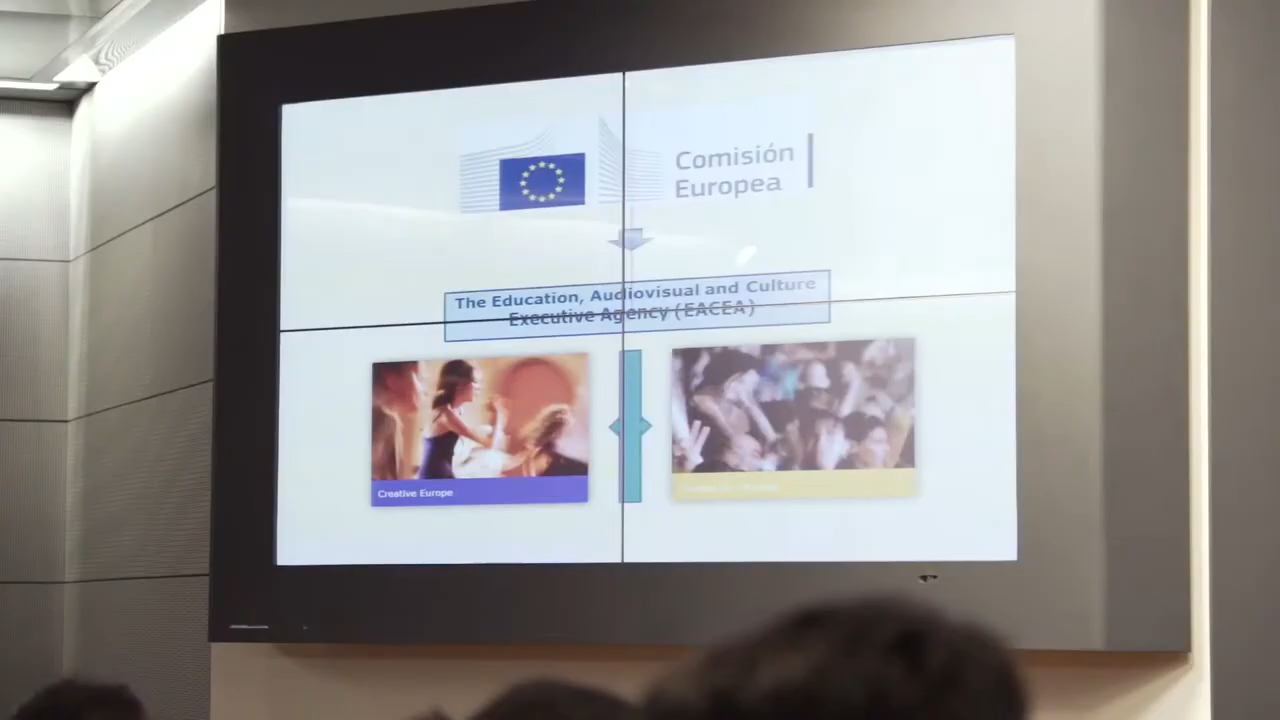 Comisión
Europea
The Education, Audiovisual and Culture
Executive Agency (EACEA)
Creative Europe